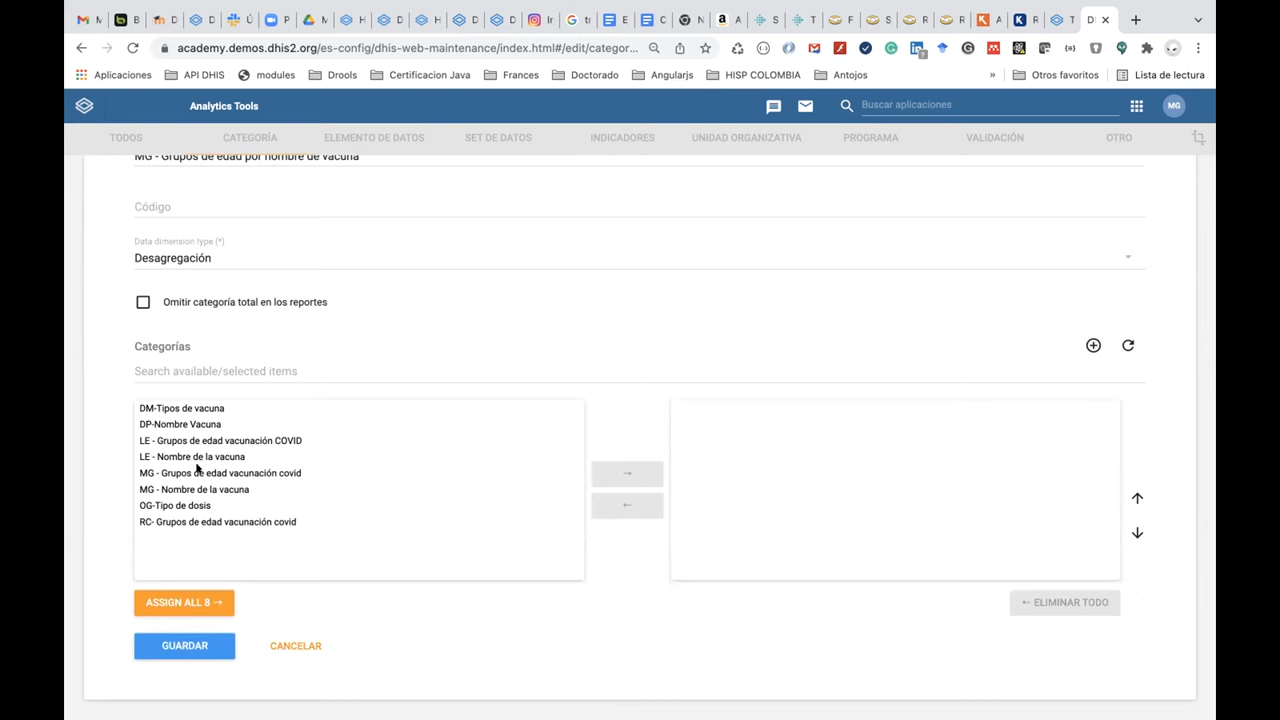 M
B
M
D
P
M
H
D
H
D
D
Ir
tr
E
C
N
A
S
T
F
S
R
R
A
R
T
D
academy.demos.dhis2.org/es-config/dhis-web-maintenance/index.html#/edit/categor...
Aplicaciones
API DHIS
modules
Drools
Certificacion Java
Frances
Doctorado
Angularjs
HISP COLOMBIA
Antojos
»
Otros favoritos
Lista de lectura
Analytics Tools
Buscar aplicaciones
MG
TODOS
CATEGORÍA
ELEMENTO DE DATOS
SET DE DATOS
INDICADORES
UNIDAD ORGANIZATIVA
PROGRAMA
VALIDACIÓN
OTRO
MG - Grupos de edad por nombre de vacuna
Código
Data dimension type (*)
Desagregación
Omitir categoría total en los reportes
Categorías
Search available/selected items
DM-Tipos de vacuna
DP-Nombre Vacuna
LE - Grupos de edad vacunación COVID
LE - Nombre de la vacuna
MG - Grupos de edad vacunación covid
MG - Nombre de la vacuna
OG-Tipo de dosis
RC- Grupos de edad vacunación covid
→
←
ASSIGN ALL 8 →
← ELIMINAR TODO
GUARDAR
CANCELAR